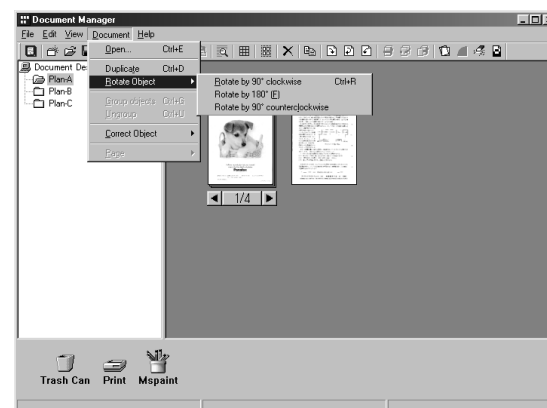 Document Manager
File Edit View Document Help
Open... Ctrl+E
Duplicate Ctrl+D
Rotate Object
Group objects Ctrl+G
Ungroup Ctrl+U
Correct Object
Page
Rotate by 90° clockwise Ctrl+R
Rotate by 180° (F)
Rotate by 90° counterclockwise
Document De
Plan-A
Plan-B
Plan-C
1/4
Trash Can Print Mspaint